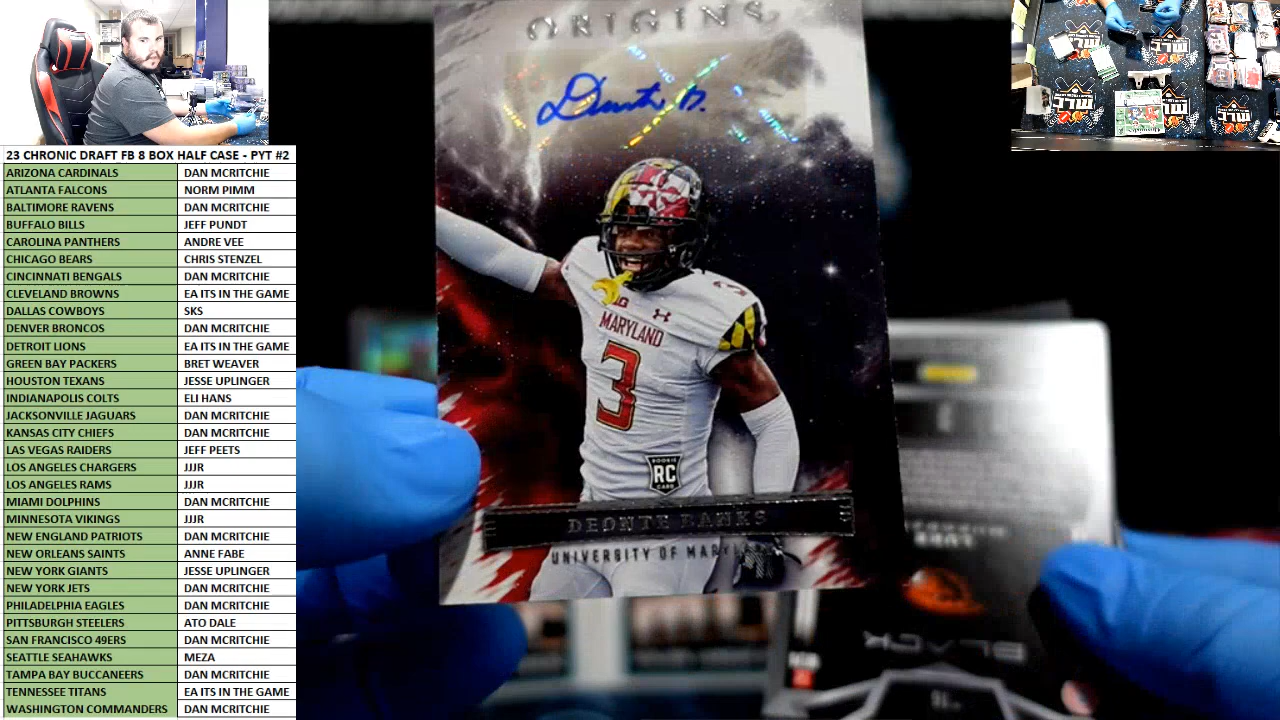 23 CHRONIC DRAFT FB 8 BOX HALF CASE - PYT #2
ARIZONA CARDINALS DAN MCRITCHIE
ATLANTA FALCONS NORM PIMM
BALTIMORE RAVENS DAN MCRITCHIE
BUFFALO BILLS JEFF PUNDT
CAROLINA PANTHERS ANDRE VEE
CHICAGO BEARS CHRIS STENZEL
CINCINNATI BENGALS DAN MCRITCHIE
CLEVELAND BROWNS EA ITS IN THE GAME
DALLAS COWBOYS SKS
DENVER BRONCOS DAN MCRITCHIE
DETROIT LIONS EA ITS IN THE GAME
GREEN BAY PACKERS BRET WEAVER
HOUSTON TEXANS JESSE UPLINGER
INDIANAPOLIS COLTS ELI HANS
JACKSONVILLE JAGUARS DAN MCRITCHIE
KANSAS CITY CHIEFS DAN MCRITCHIE
LAS VEGAS RAIDERS JEFF PEETS
LOS ANGELES CHARGERS JJJR
LOS ANGELES RAMS JJJR
MIAMI DOLPHINS DAN MCRITCHIE
MINNESOTA VIKINGS JJJR
NEW ENGLAND PATRIOTS DAN MCRITCHIE
NEW ORLEANS SAINTS ANNE FABE
NEW YORK GIANTS JESSE UPLINGER
NEW YORK JETS DAN MCRITCHIE
PHILADELPHIA EAGLES DAN MCRITCHIE
PITTSBURGH STEELERS ATO DALE
SAN FRANCISCO 49ERS DAN MCRITCHIE
SEATTLE SEAHAWKS MEZA
TAMPA BAY BUCCANEERS DAN MCRITCHIE
TENNESSEE TITANS EA ITS IN THE GAME
WASHINGTON COMMANDERS DAN MCRITCHIE
ORIGINS
MARYLAND
3
ROOKIE
RC
CARD
DEONTE BANKS
UNIVERSITY OF
BLACK